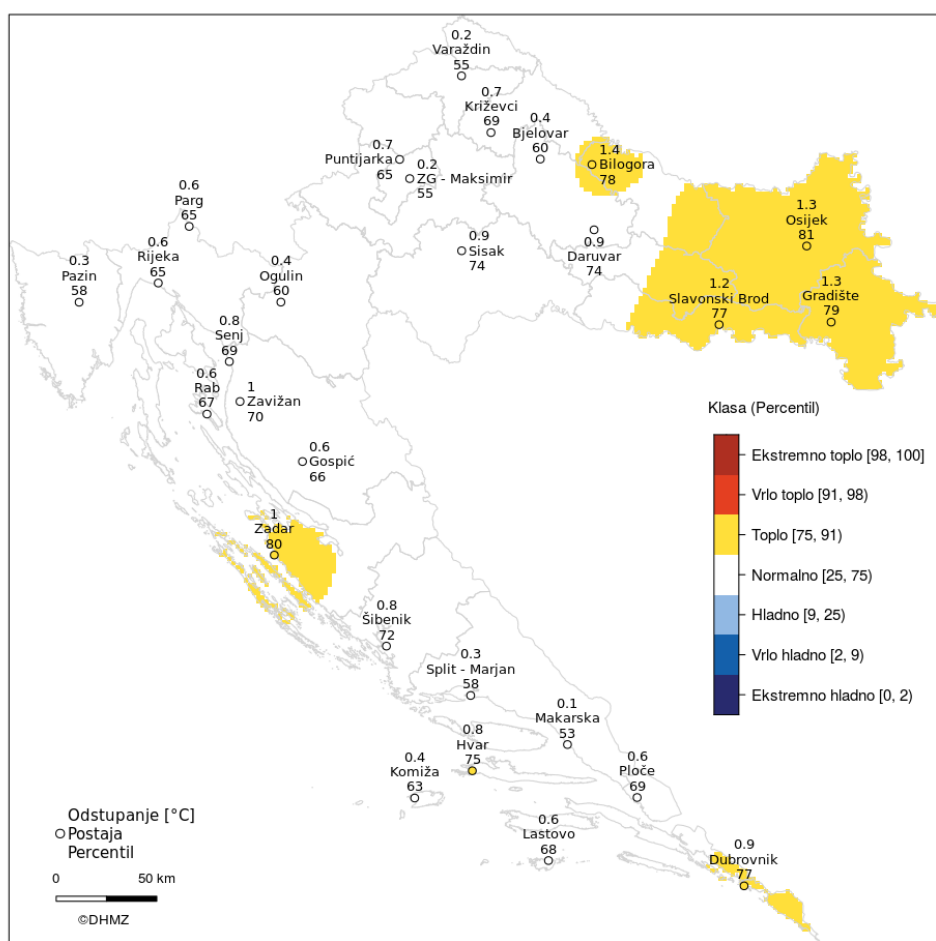 0.2
Varaždin
55
0.7
Križevci
69
0.4
Bjelovar
60
1.4
Bilogora
78
0.7
Puntijarka
65
0.2
ZG - Maksimir
55
0.6
Parg
65
1.3
Osijek
81
0.9
Sisak
74
0.9
Daruvar
74
0.6
Rijeka
65
0.3
Pazin
58
0.4
Ogulin
60
1.2
Slavonski Brod
77
1.3
Gradište
79
0.8
Senj
69
0.6
Rab
67
1
Zavižan
70
0.6
Gospić
66
Klasa (Percentil)
Ekstremno toplo [98, 100]
Vrlo toplo [91, 98)
Toplo [75, 91)
Normalno [25, 75)
Hladno [9, 25)
Vrlo hladno [2, 9)
Ekstremno hladno [0, 2)
1
Zadar
80
0.8
Šibenik
72
0.3
Split - Marjan
58
0.1
Makarska
53
0.8
Hvar
75
0.4
Komiža
63
0.6
Ploče
69
0.6
Lastovo
68
0.9
Dubrovnik
77
Odstupanje [°C]
Postaja
Percentil
0 50 km
©DHMZ